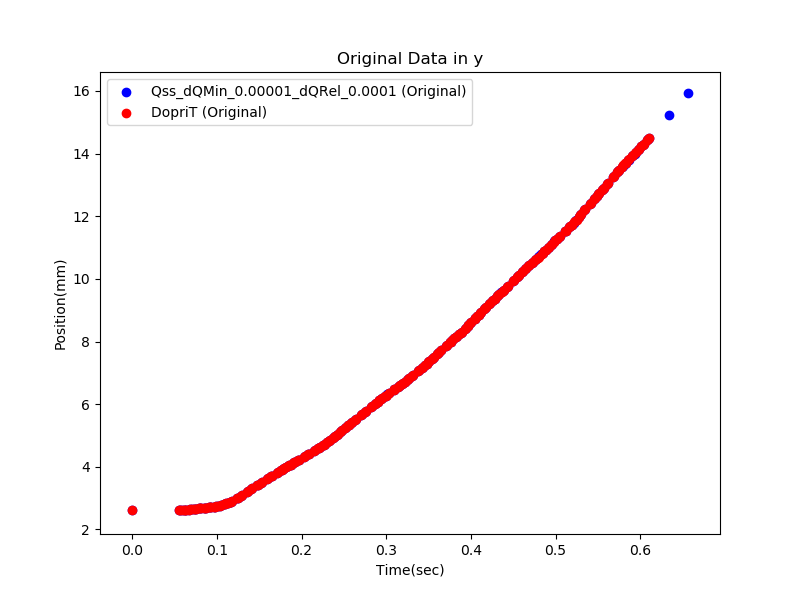 Original Data in y
Qss_dQMin_0.00001_dQRel_0.0001 (Original)
DopriT (Original)
16
14
12
10
8
6
4
2
Position(mm)
0.0 0.1 0.2 0.3 0.4 0.5 0.6
Time(sec)